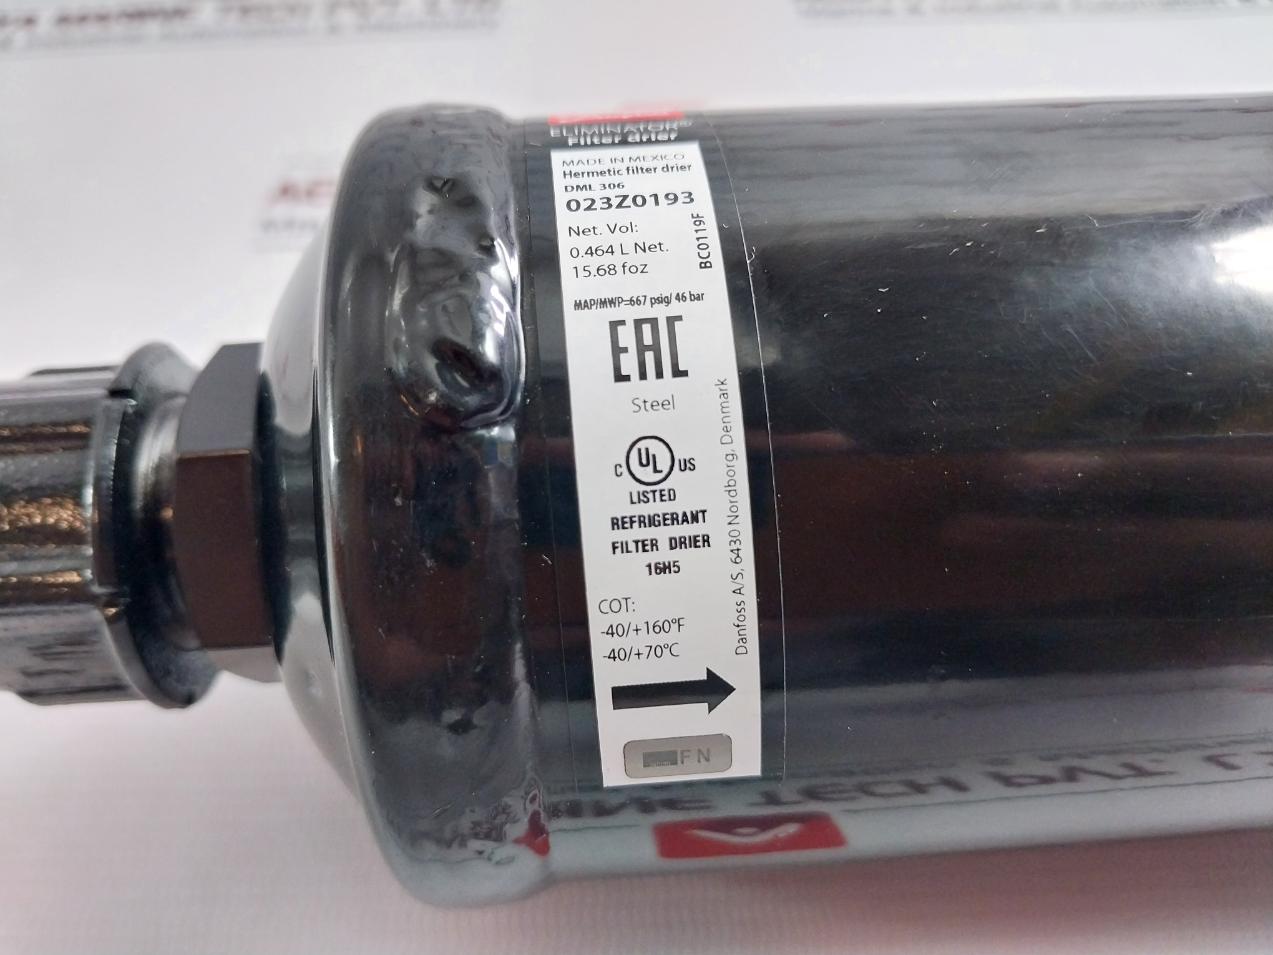 ELIMINATOR®
Filter drier
MADE IN MEXICO
Hermetic filter drier
DML 306
023Z0193
Net. Vol:
0.464 L Net.
15.68 foz
BC0119F
MAP/MWP=667 psig/ 46 bar
EAC
Steel
C UL US
LISTED
REFRIGERANT
FILTER DRIER
16H5
Danfoss A/S, 6430 Nordborg, Denmark
COT:
-40/+160°F
-40/+70°C
FN